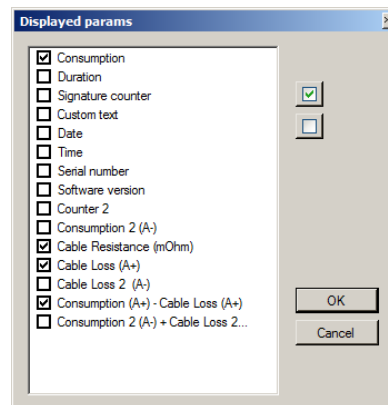 Displayed params
Consumption
Duration
Signature counter
Custom text
Date
Time
Serial number
Software version
Counter 2
Consumption 2 (A-)
Cable Resistance (mOhm)
Cable Loss (A+)
Cable Loss 2 (A-)
Consumption (A+) - Cable Loss (A+)
Consumption 2 (A-) + Cable Loss 2...
OK
Cancel